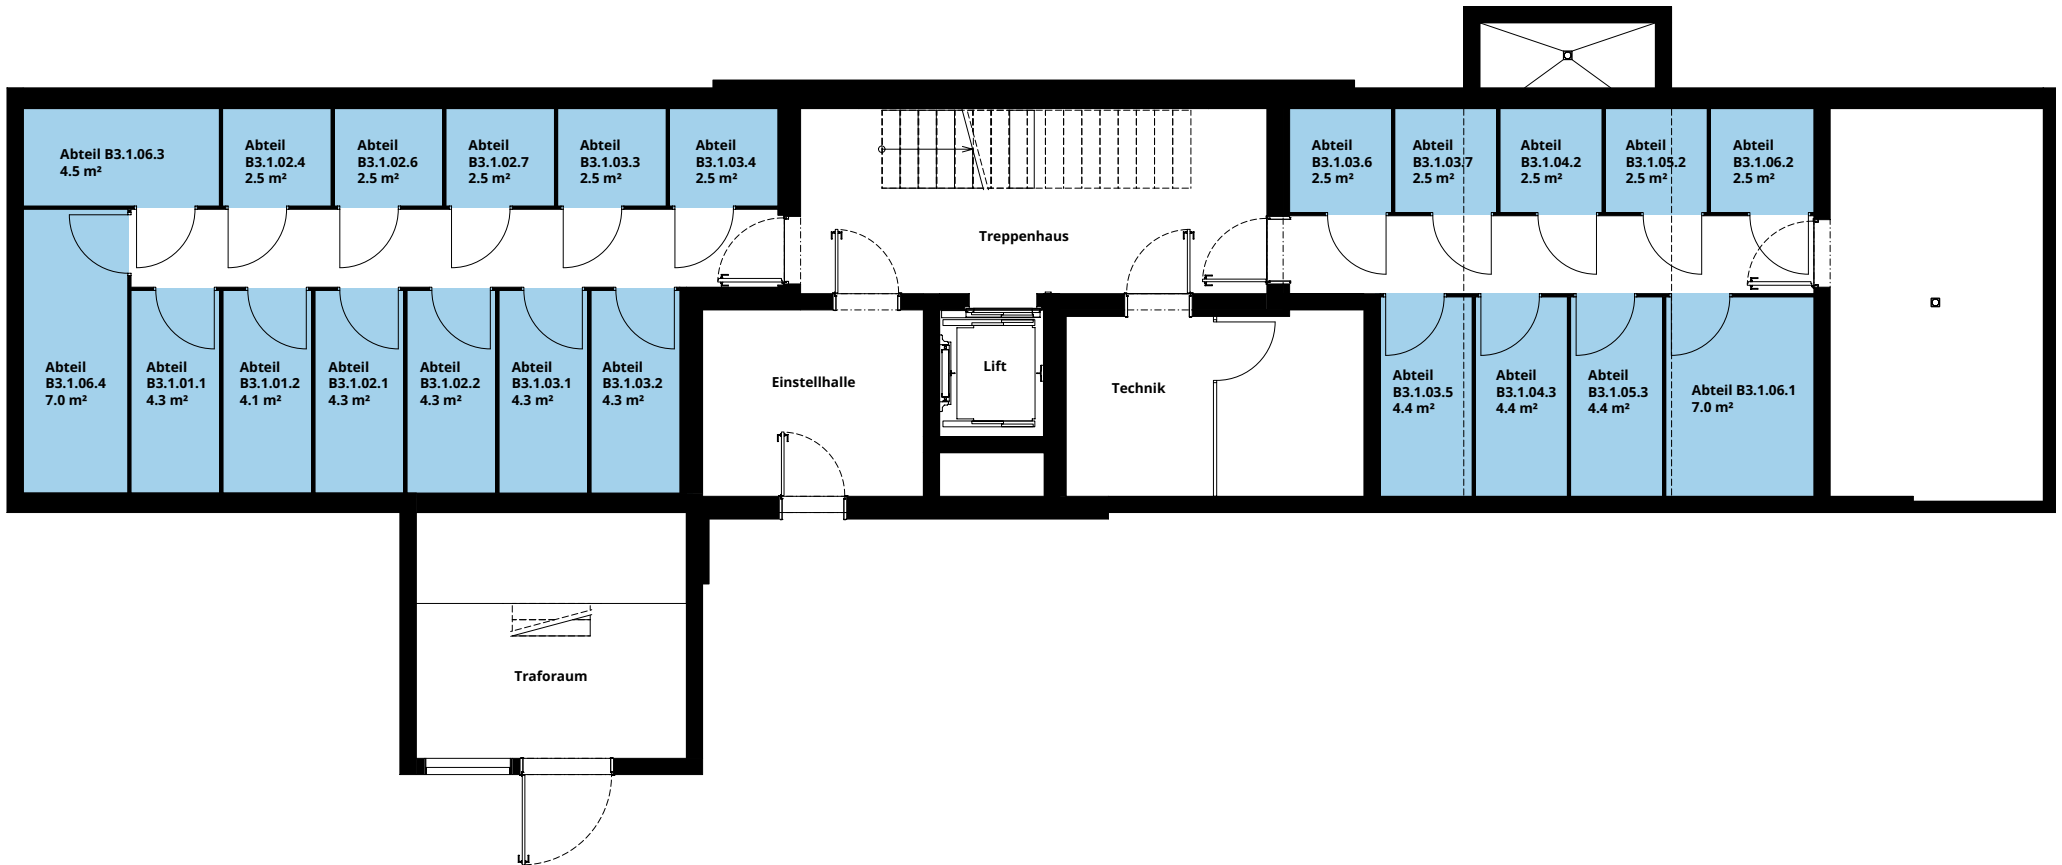 Abteil B3.1.06.3
4.5 m²
Abteil
B3.1.02.4
2.5 m²
Abteil
B3.1.02.6
2.5 m²
Abteil
B3.1.02.7
2.5 m²
Abteil
B3.1.03.3
2.5 m²
Abteil
B3.1.03.4
2.5 m²
Abteil
B3.1.03.6
2.5 m²
Abteil
B3.1.03.7
2.5 m²
Abteil
B3.1.04.2
2.5 m²
Abteil
B3.1.05.2
2.5 m²
Abteil
B3.1.06.2
2.5 m²
Treppenhaus
Abteil
B3.1.06.4
7.0 m²
Abteil
B3.1.01.1
4.3 m²
Abteil
B3.1.01.2
4.1 m²
Abteil
B3.1.02.1
4.3 m²
Abteil
B3.1.02.2
4.3 m²
Abteil
B3.1.03.1
4.3 m²
Abteil
B3.1.03.2
4.3 m²
Einstellhalle
Lift
Technik
Abteil
B3.1.03.5
4.4 m²
Abteil
B3.1.04.3
4.4 m²
Abteil
B3.1.05.3
4.4 m²
Abteil B3.1.06.1
7.0 m²
Traforaum